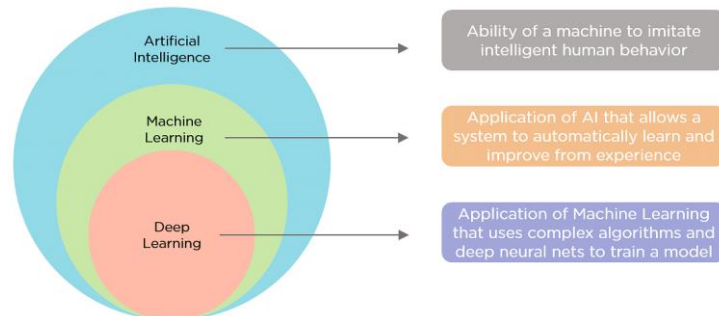 Artificial
Intelligence
Ability of a machine to imitate
intelligent human behavior
Machine
Learning
Application of AI that allows a
system to automatically learn and
improve from experience
Deep
Learning
Application of Machine Learning
that uses complex algorithms and
deep neural nets to train a model